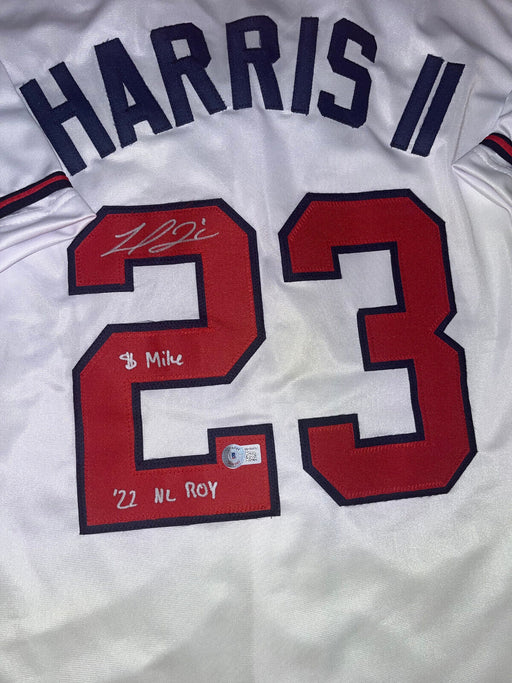 HARRIS II
23
$ Mike
'22 NL ROY